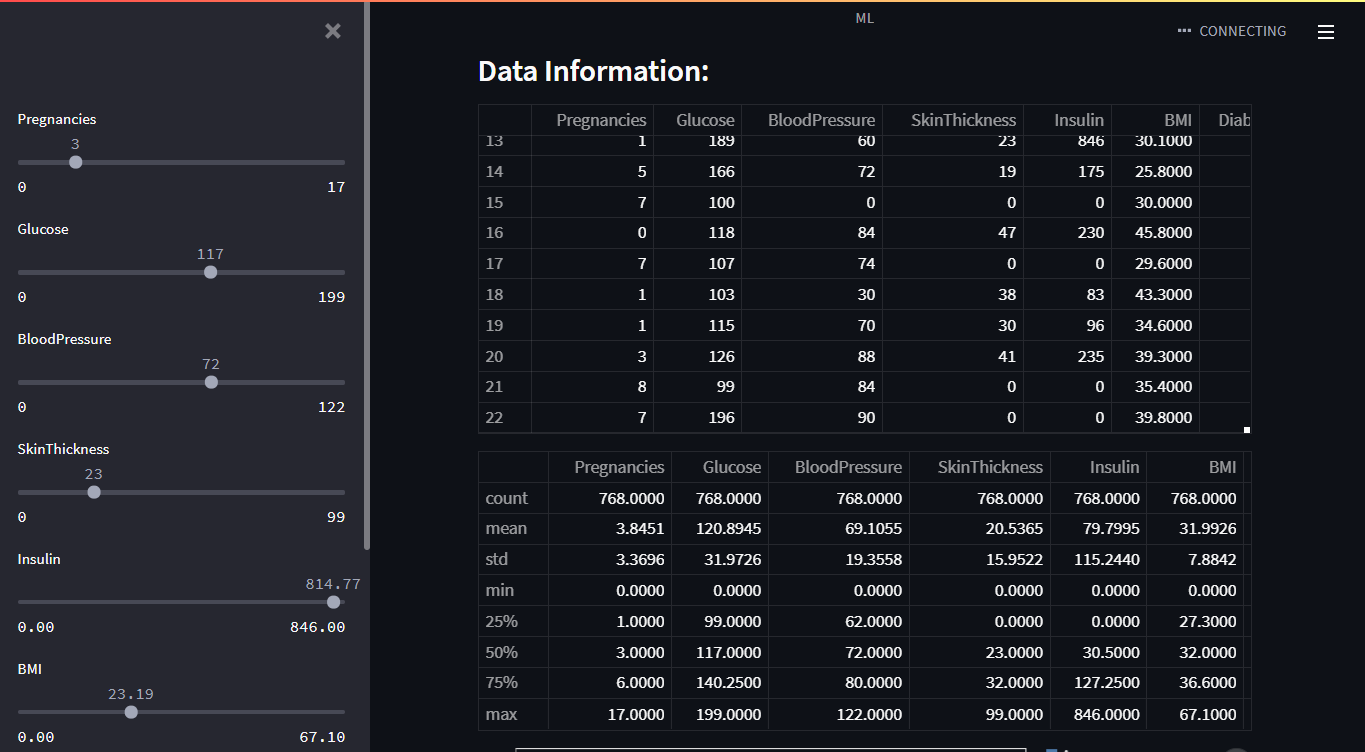 ML
CONNECTING
Pregnancies
3
0 17
Glucose
117
0 199
BloodPressure
72
0 122
SkinThickness
23
0 99
Insulin
814.77
0.00 846.00
BMI
23.19
0.00 67.10
Data Information:
Pregnancies Glucose BloodPressure SkinThickness Insulin BMI Diab
13 1 189 60 23 846 30.1000
14 5 166 72 19 175 25.8000
15 7 100 0 0 0 30.0000
16 0 118 84 47 230 45.8000
17 7 107 74 0 0 29.6000
18 1 103 30 38 83 43.3000
19 1 115 70 30 96 34.6000
20 3 126 88 41 235 39.3000
21 8 99 84 0 0 35.4000
22 7 196 90 0 0 39.8000
Pregnancies Glucose BloodPressure SkinThickness Insulin BMI
count 768.0000 768.0000 768.0000 768.0000 768.0000 768.0000
mean 3.8451 120.8945 69.1055 20.5365 79.7995 31.9926
std 3.3696 31.9726 19.3558 15.9522 115.2440 7.8842
min 0.0000 0.0000 0.0000 0.0000 0.0000 0.0000
25% 1.0000 99.0000 62.0000 0.0000 0.0000 27.3000
50% 3.0000 117.0000 72.0000 23.0000 30.5000 32.0000
75% 6.0000 140.2500 80.0000 32.0000 127.2500 36.6000
max 17.0000 199.0000 122.0000 99.0000 846.0000 67.1000